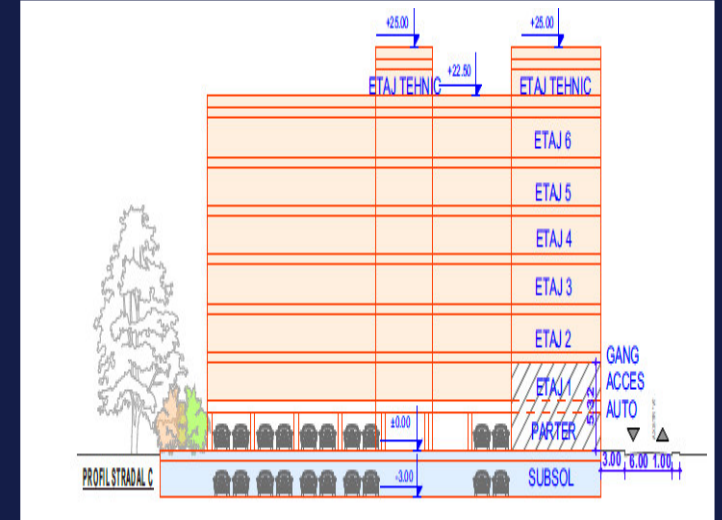 +25.00
+25.00
+22.50
ETAJ TEHNIC
ETAJ TEHNIC
ETAJ 6
ETAJ 5
ETAJ 4
ETAJ 3
ETAJ 2
GANG
ETAJ 1
ACCES
5.32
AUTO
±0.00
PARTER
3.00
6.00
1.00
PROFIL STRADAL C
-3.00
SUBSOL